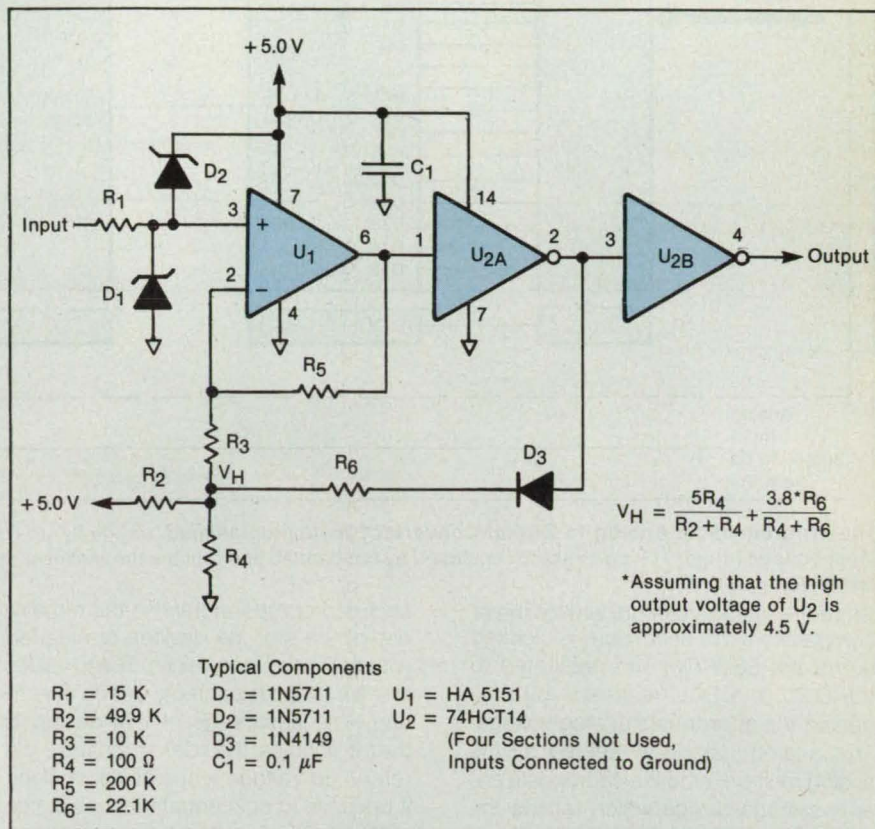 + 5.0 V
D2
C1
R1
Input
3
+
7
U1
6
14
1
U2A
2
3
U2B
4
Output
D1
2
−
4
7
R5
R3
VH
R6
D3
R2
+ 5.0 V
R4
VH = 5R4 / (R2 + R4) + 3.8*R6 / (R4 + R6)
*Assuming that the high
output voltage of U2 is
approximately 4.5 V.
Typical Components
R1 = 15 K D1 = 1N5711 U1 = HA 5151
R2 = 49.9 K D2 = 1N5711 U2 = 74HCT14
R3 = 10 K D3 = 1N4149 (Four Sections Not Used,
R4 = 100 Ω C1 = 0.1 μF Inputs Connected to Ground)
R5 = 200 K
R6 = 22.1K